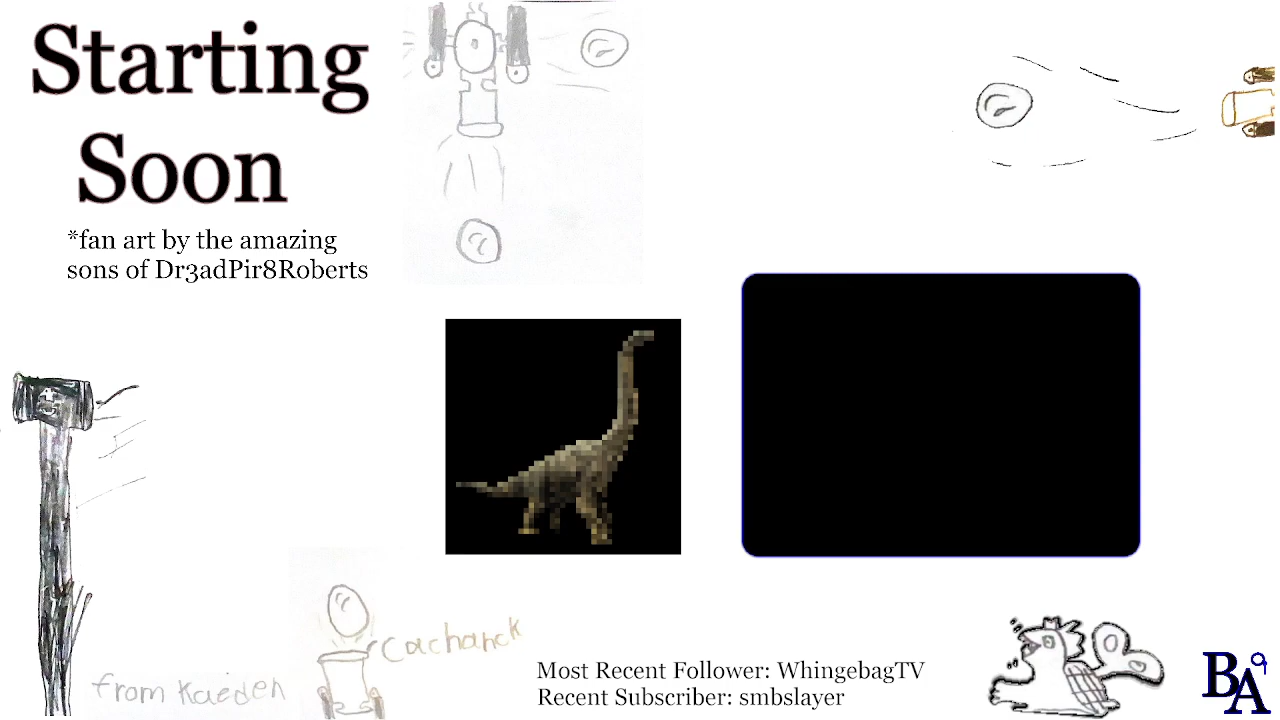 Starting
Soon
*fan art by the amazing
sons of Dr3adPir8Roberts
Cachanck
from Kaeden
Most Recent Follower: WhingebagTV
Recent Subscriber: smbslayer
BA9